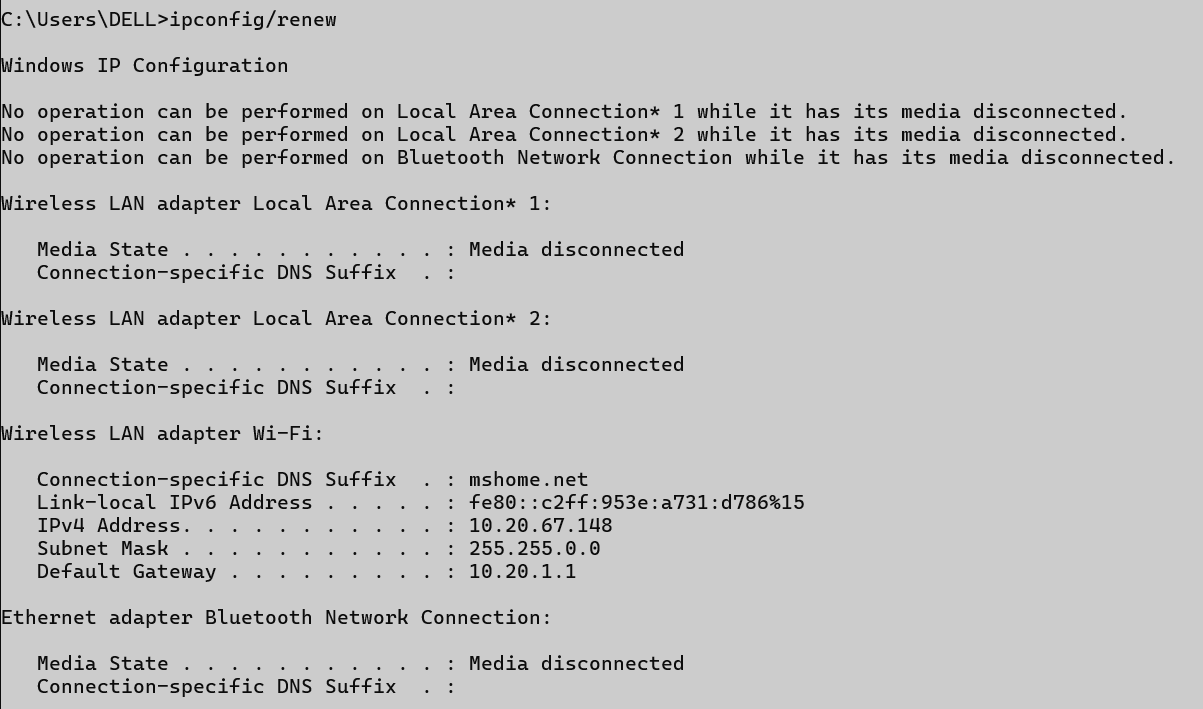 C:\Users\DELL>ipconfig/renew
Windows IP Configuration
No operation can be performed on Local Area Connection* 1 while it has its media disconnected.
No operation can be performed on Local Area Connection* 2 while it has its media disconnected.
No operation can be performed on Bluetooth Network Connection while it has its media disconnected.
Wireless LAN adapter Local Area Connection* 1:
   Media State . . . . . . . . . . . : Media disconnected
   Connection-specific DNS Suffix  . :
Wireless LAN adapter Local Area Connection* 2:
   Media State . . . . . . . . . . . : Media disconnected
   Connection-specific DNS Suffix  . :
Wireless LAN adapter Wi-Fi:
   Connection-specific DNS Suffix  . : mshome.net
   Link-local IPv6 Address . . . . . : fe80::c2ff:953e:a731:d786%15
   IPv4 Address. . . . . . . . . . . : 10.20.67.148
   Subnet Mask . . . . . . . . . . . : 255.255.0.0
   Default Gateway . . . . . . . . . : 10.20.1.1
Ethernet adapter Bluetooth Network Connection:
   Media State . . . . . . . . . . . : Media disconnected
   Connection-specific DNS Suffix  . :